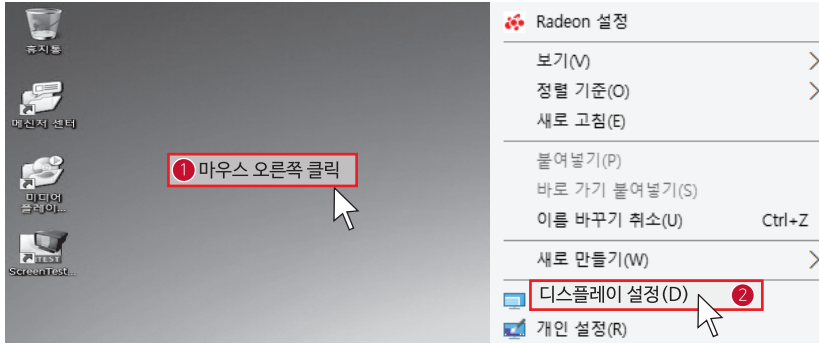 휴지통
메신저 센터
미디어
플레이...
TEST
ScreenTest...
1 마우스 오른쪽 클릭
Radeon 설정
보기(V)
정렬 기준(O)
새로 고침(E)
붙여넣기(P)
바로 가기 붙여넣기(S)
이름 바꾸기 취소(U) Ctrl+Z
새로 만들기(W)
디스플레이 설정(D) 2
개인 설정(R)